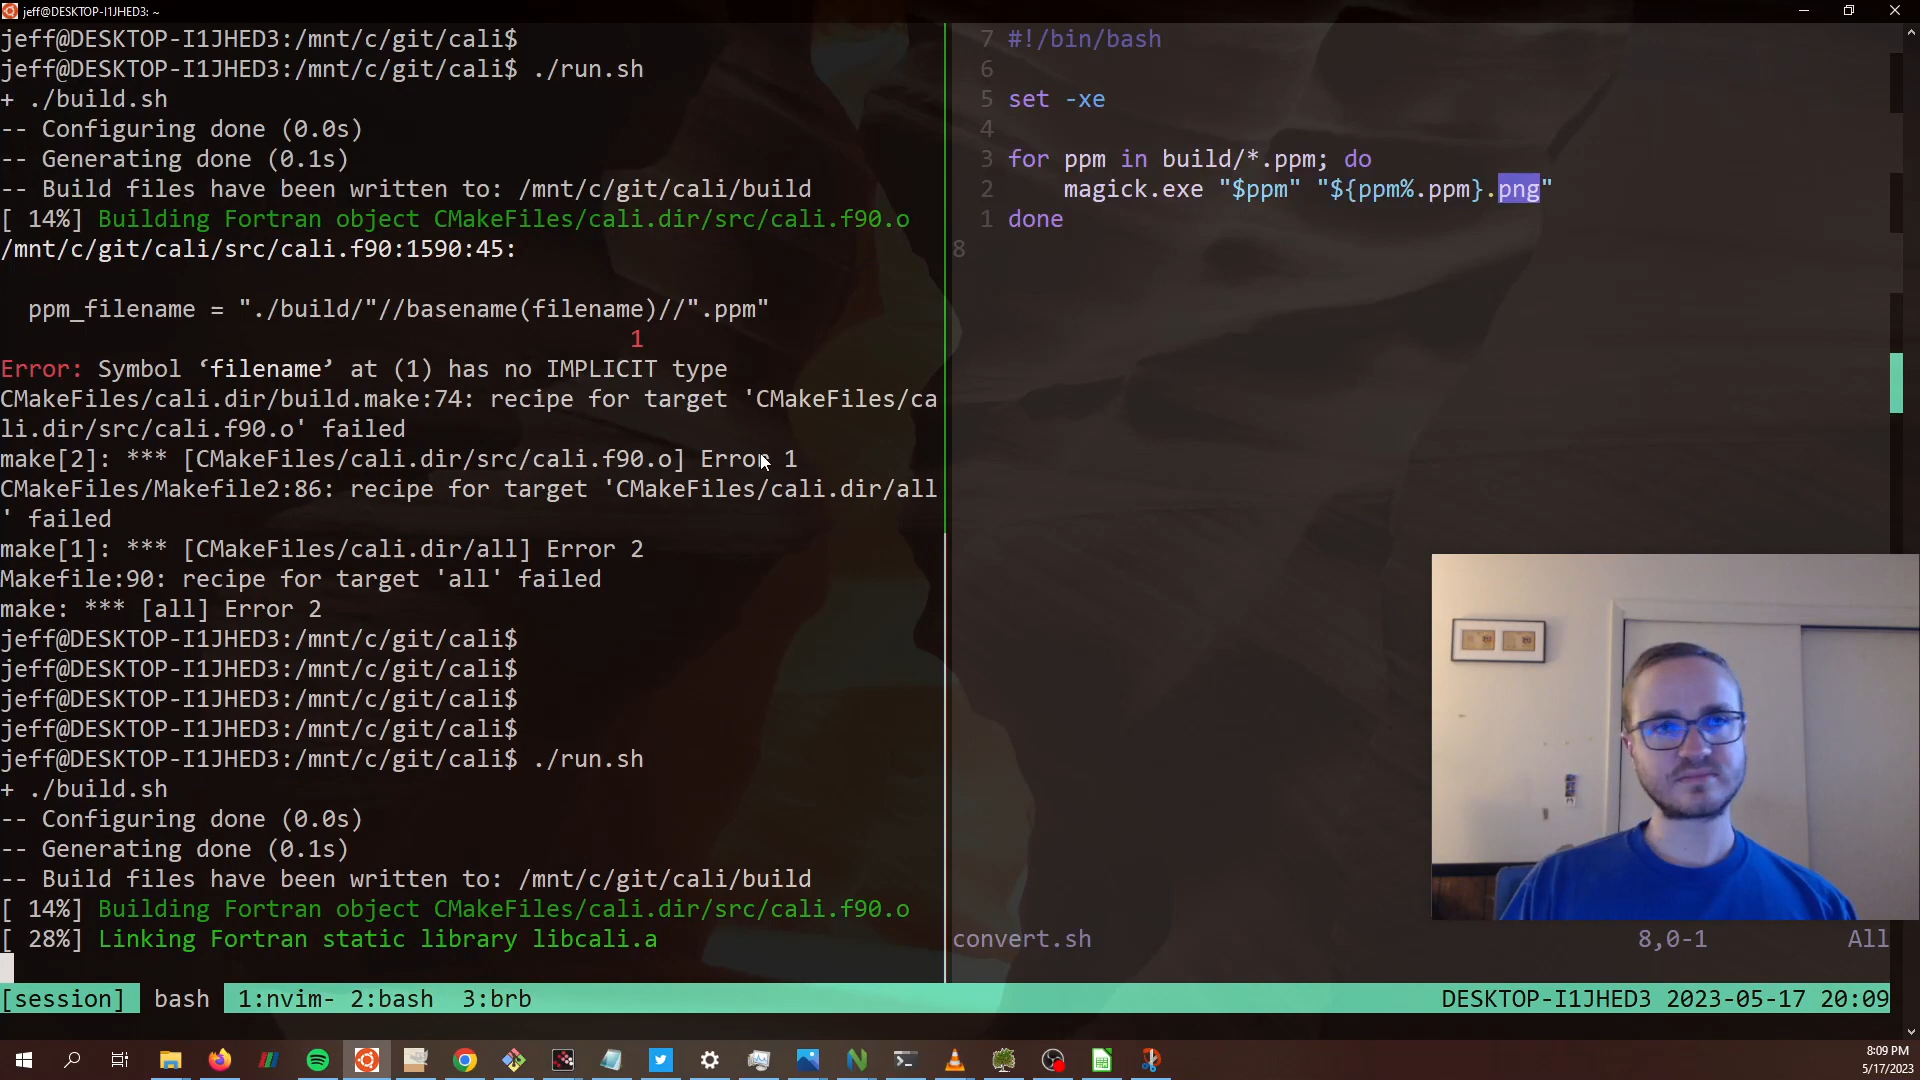 jeff@DESKTOP-I1JHED3: ~
jeff@DESKTOP-I1JHED3:/mnt/c/git/cali$
jeff@DESKTOP-I1JHED3:/mnt/c/git/cali$ ./run.sh
+ ./build.sh
-- Configuring done (0.0s)
-- Generating done (0.1s)
-- Build files have been written to: /mnt/c/git/cali/build
[ 14%] Building Fortran object CMakeFiles/cali.dir/src/cali.f90.o
/mnt/c/git/cali/src/cali.f90:1590:45:
ppm_filename = "./build/"//basename(filename)//".ppm"
1
Error: Symbol ‘filename’ at (1) has no IMPLICIT type
CMakeFiles/cali.dir/build.make:74: recipe for target 'CMakeFiles/ca
li.dir/src/cali.f90.o' failed
make[2]: *** [CMakeFiles/cali.dir/src/cali.f90.o] Error 1
CMakeFiles/Makefile2:86: recipe for target 'CMakeFiles/cali.dir/all
' failed
make[1]: *** [CMakeFiles/cali.dir/all] Error 2
Makefile:90: recipe for target 'all' failed
make: *** [all] Error 2
jeff@DESKTOP-I1JHED3:/mnt/c/git/cali$
jeff@DESKTOP-I1JHED3:/mnt/c/git/cali$
jeff@DESKTOP-I1JHED3:/mnt/c/git/cali$
jeff@DESKTOP-I1JHED3:/mnt/c/git/cali$
jeff@DESKTOP-I1JHED3:/mnt/c/git/cali$ ./run.sh
+ ./build.sh
-- Configuring done (0.0s)
-- Generating done (0.1s)
-- Build files have been written to: /mnt/c/git/cali/build
[ 14%] Building Fortran object CMakeFiles/cali.dir/src/cali.f90.o
[ 28%] Linking Fortran static library libcali.a
7 #!/bin/bash
6
5 set -xe
4
3 for ppm in build/*.ppm; do
2 magick.exe "$ppm" "${ppm%.ppm}.png"
1 done
8
convert.sh 8,0-1 All
[session] bash 1:nvim- 2:bash 3:brb DESKTOP-I1JHED3 2023-05-17 20:09
8:09 PM
5/17/2023